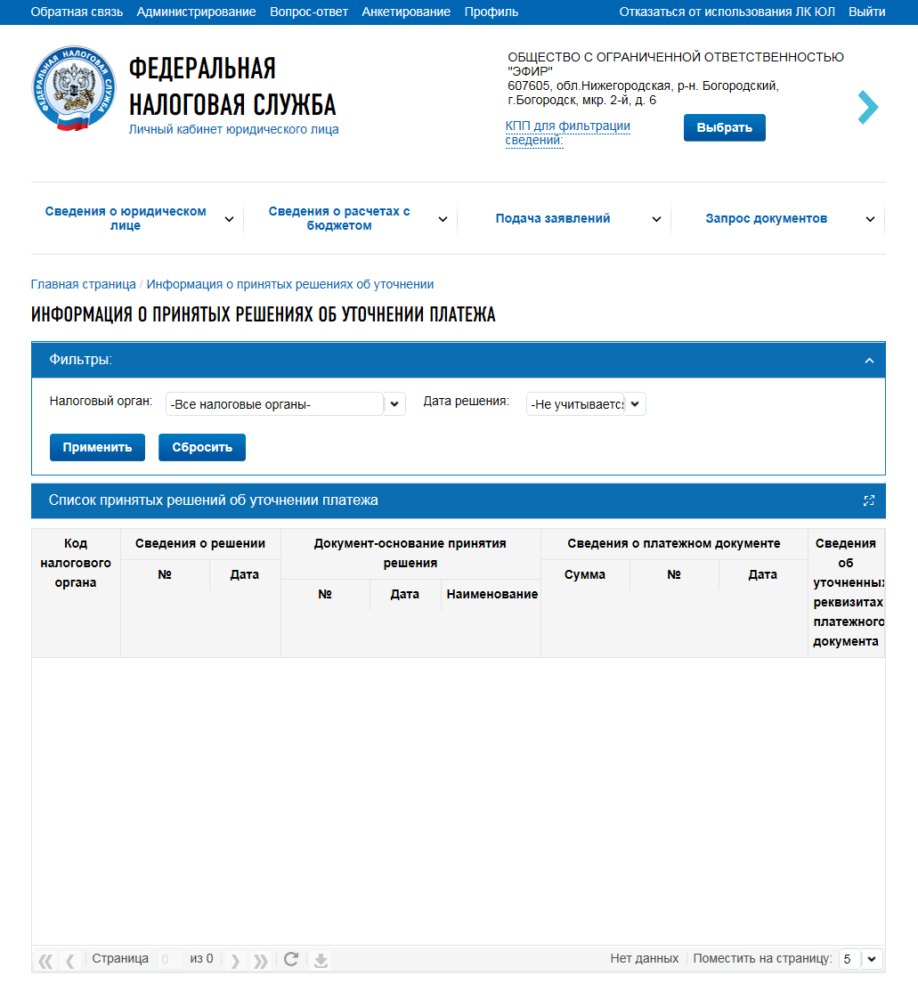 Обратная связь Администрирование Вопрос-ответ Анкетирование Профиль Отказаться от использования ЛК ЮЛ Выйти
ФЕДЕРАЛЬНАЯ НАЛОГОВАЯ СЛУЖБА
ФЕДЕРАЛЬНАЯ
НАЛОГОВАЯ СЛУЖБА
Личный кабинет юридического лица
ОБЩЕСТВО С ОГРАНИЧЕННОЙ ОТВЕТСТВЕННОСТЬЮ
"ЭФИР"
607605, обл.Нижегородская, р-н. Богородский,
г.Богородск, мкр. 2-й, д. 6
КПП для фильтрации
сведений:
Выбрать
Сведения о юридическом
лице
Сведения о расчетах с
бюджетом
Подача заявлений
Запрос документов
Главная страница / Информация о принятых решениях об уточнении
ИНФОРМАЦИЯ О ПРИНЯТЫХ РЕШЕНИЯХ ОБ УТОЧНЕНИИ ПЛАТЕЖА
Фильтры:
Налоговый орган: -Все налоговые органы- Дата решения: -Не учитывается
Применить Сбросить
Список принятых решений об уточнении платежа
Код
налогового
органа
Сведения о решении
№ Дата
Документ-основание принятия
решения
№ Дата Наименование
Сведения о платежном документе
Сумма № Дата
Сведения
об
уточненных
реквизитах
платежного
документа
Страница 0 из 0 Нет данных Поместить на страницу: 5